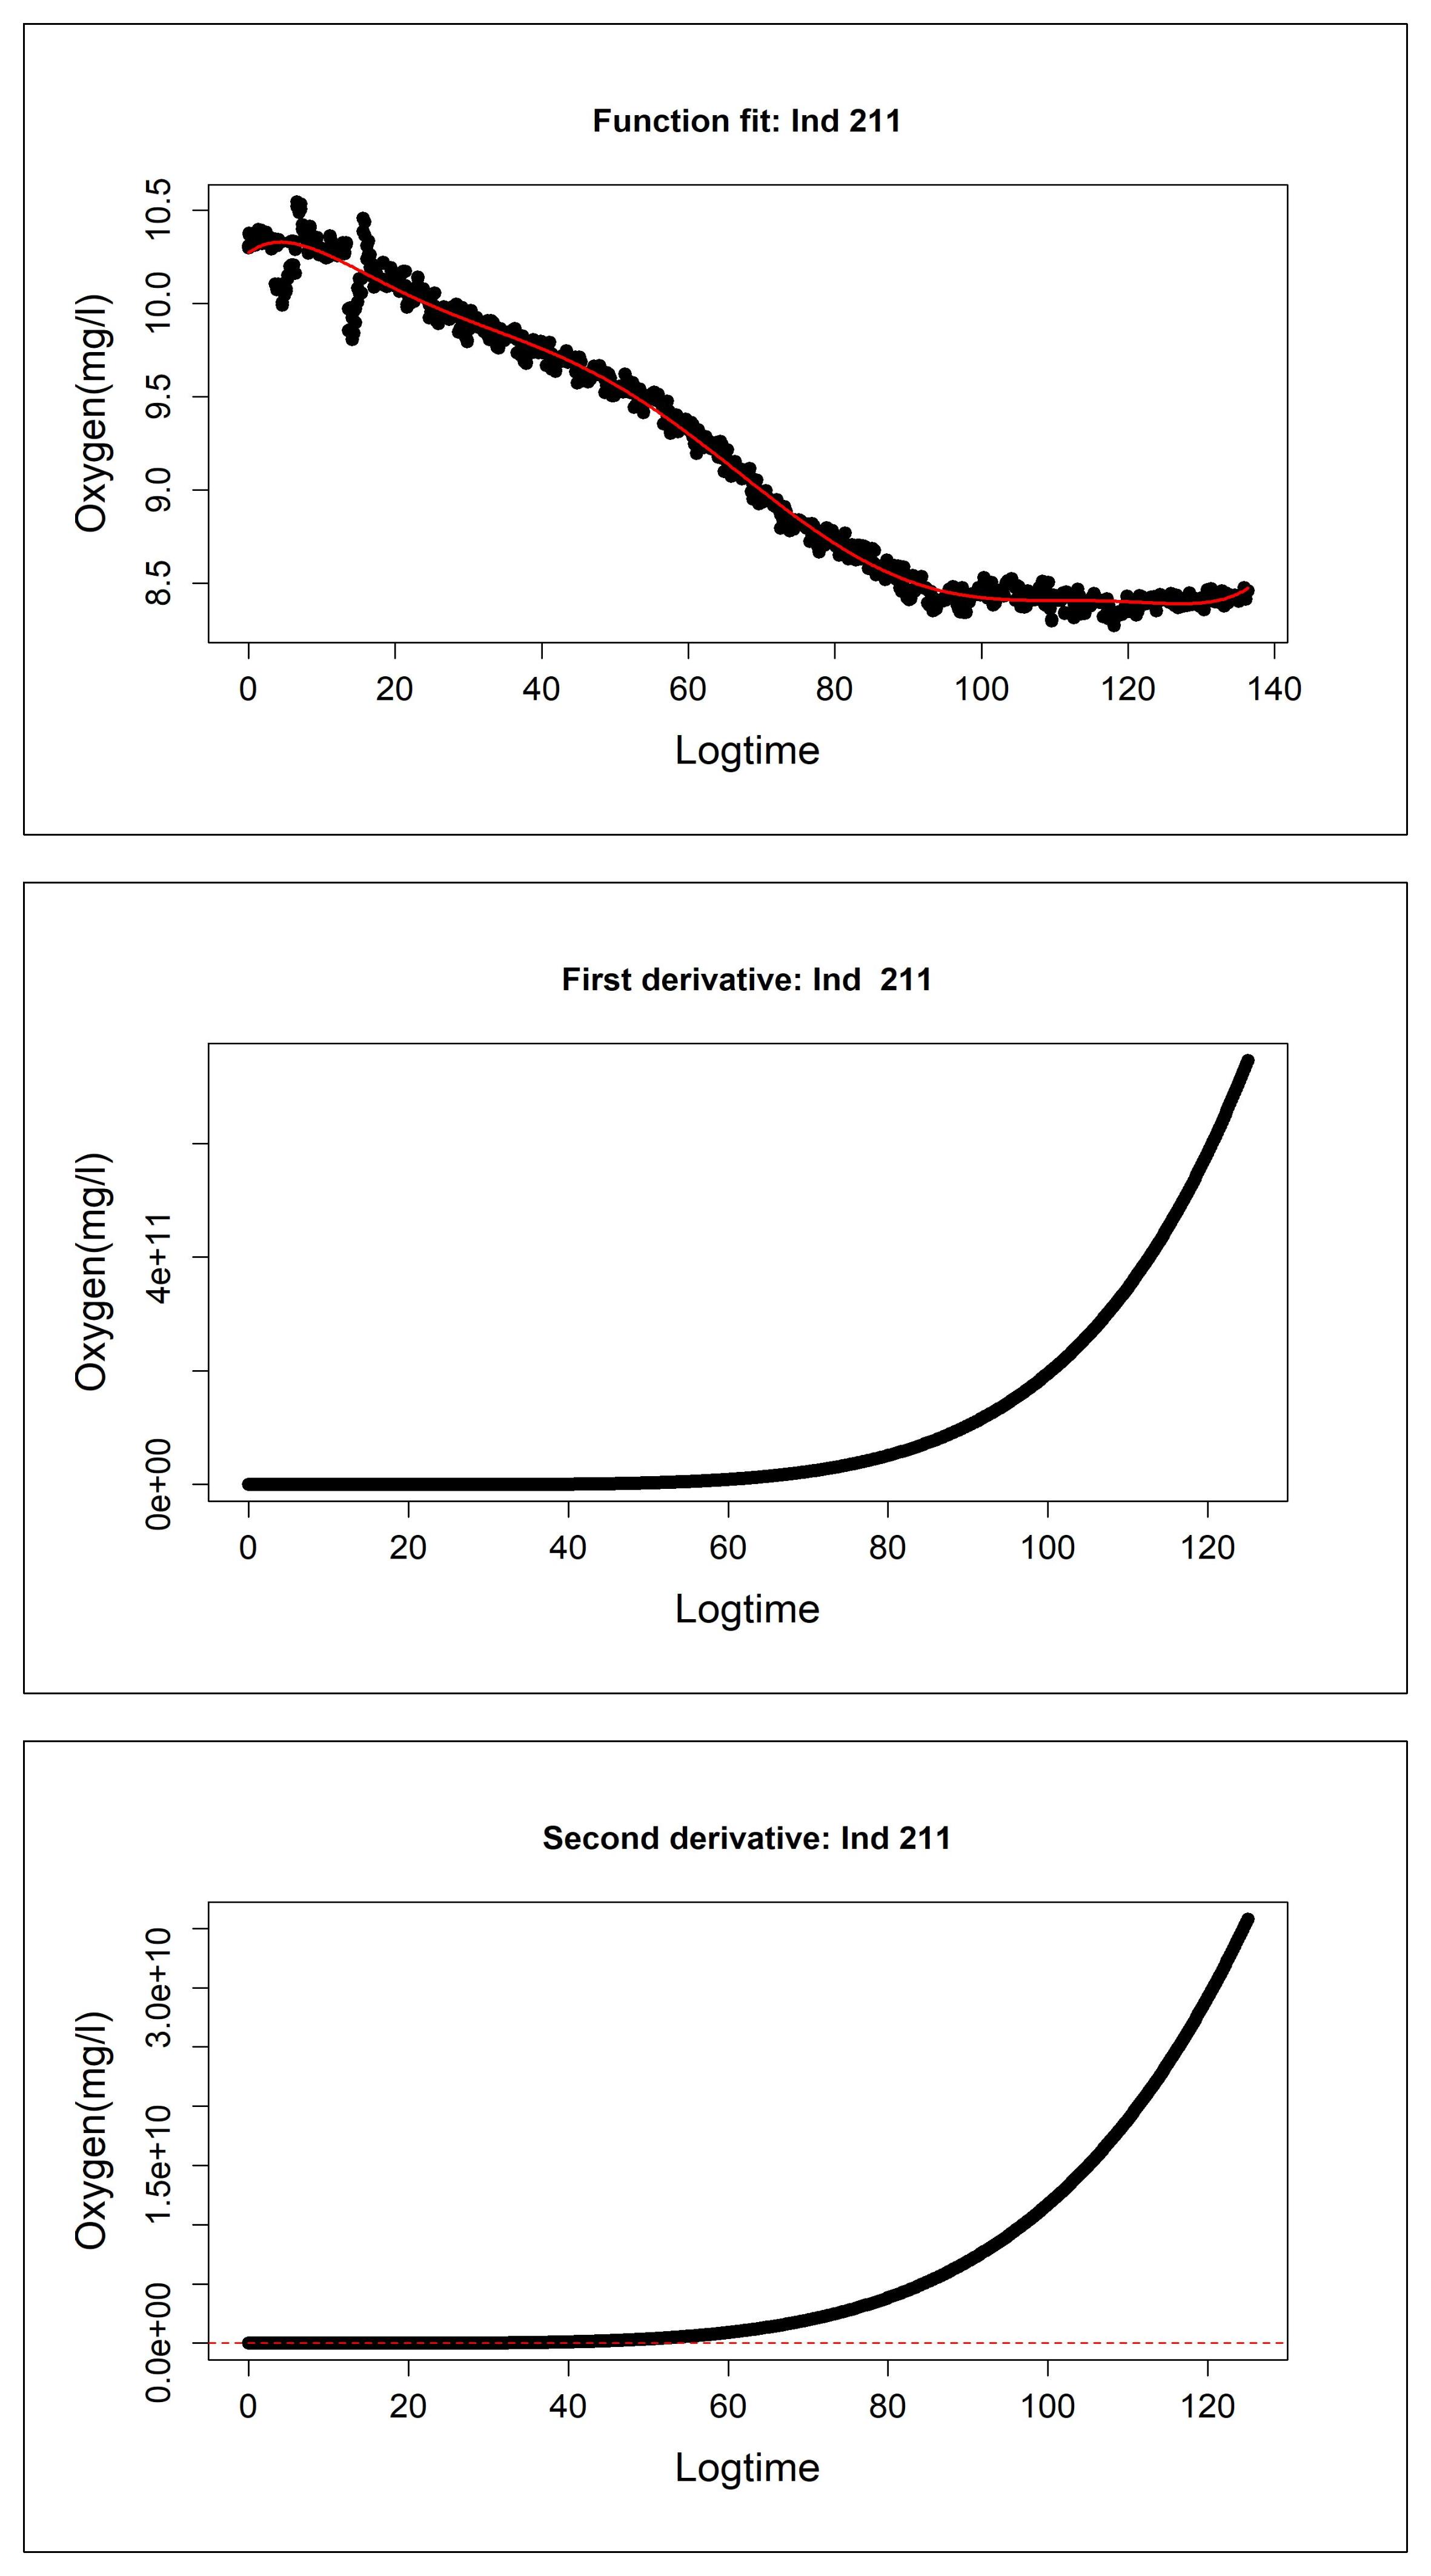 Function fit: Ind 211
Oxygen(mg/l)
10.5
10.0
9.5
9.0
8.5
0 20 40 60 80 100 120 140
Logtime
First derivative: Ind  211
Oxygen(mg/l)
4e+11
0e+00
0 20 40 60 80 100 120
Logtime
Second derivative: Ind 211
Oxygen(mg/l)
3.0e+10
1.5e+10
0.0e+00
0 20 40 60 80 100 120
Logtime